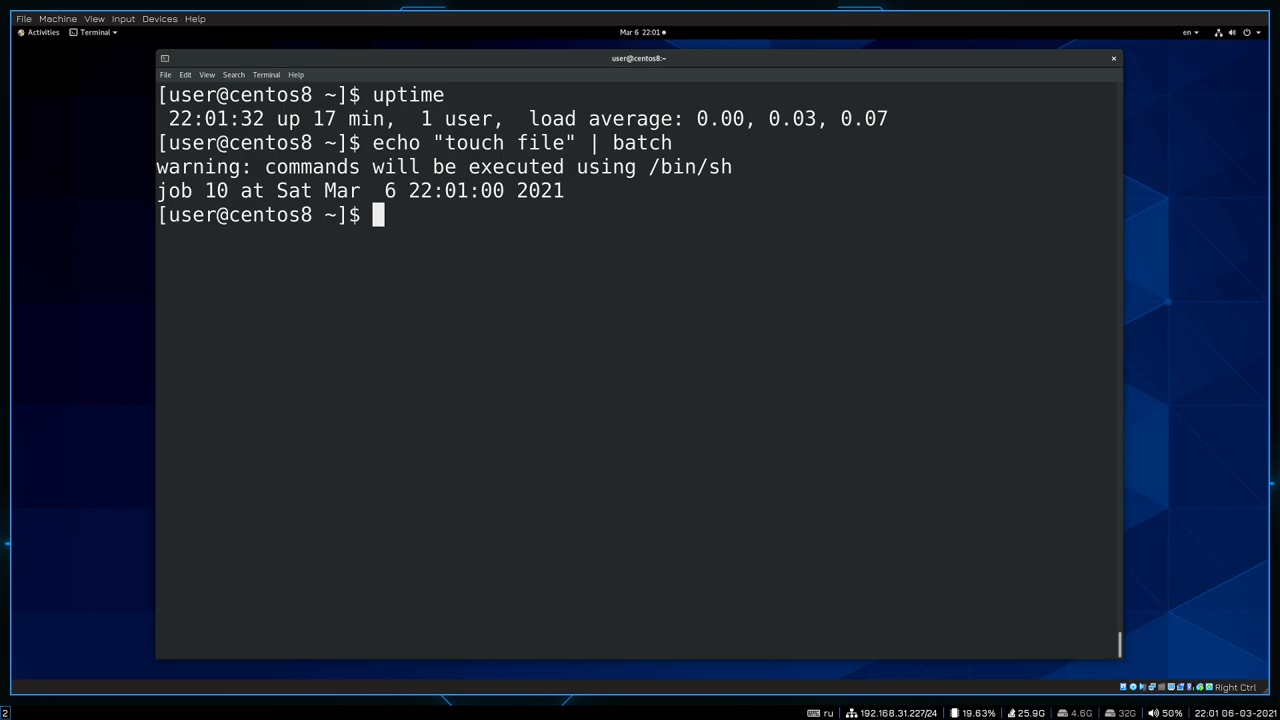 File Machine View Input Devices Help
Activities Terminal Mar 6 22:01 en
user@centos8:~
File Edit View Search Terminal Help
[user@centos8 ~]$ uptime
 22:01:32 up 17 min,  1 user,  load average: 0.00, 0.03, 0.07
[user@centos8 ~]$ echo "touch file" | batch
warning: commands will be executed using /bin/sh
job 10 at Sat Mar  6 22:01:00 2021
[user@centos8 ~]$
Right Ctrl
2 ru 192.168.31.227/24 19.63% 25.9G 4.6G 32G 50% 22:01 06-03-2021